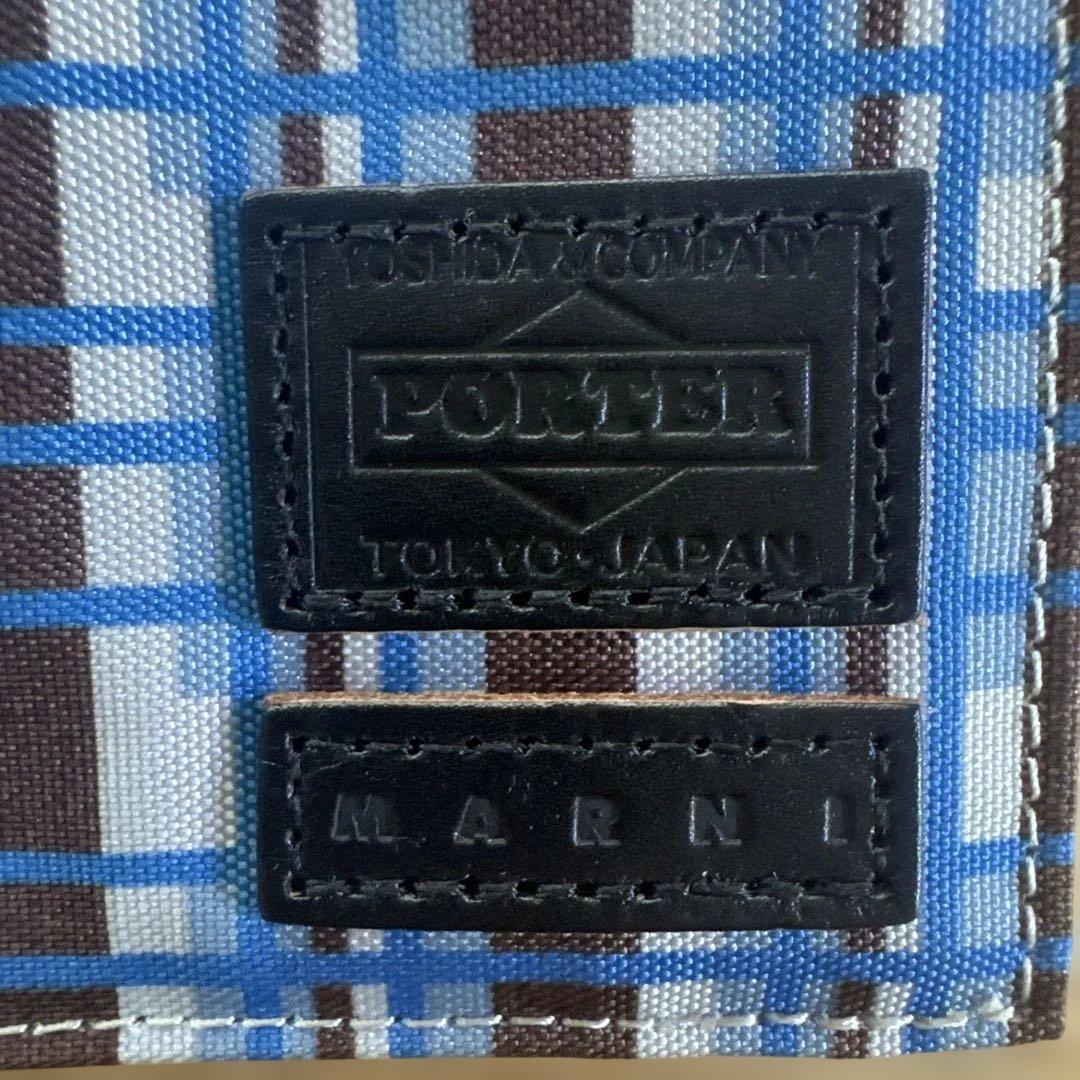 YOSHIDA & COMPANY
PORTER
TOKYO·JAPAN
MARNI